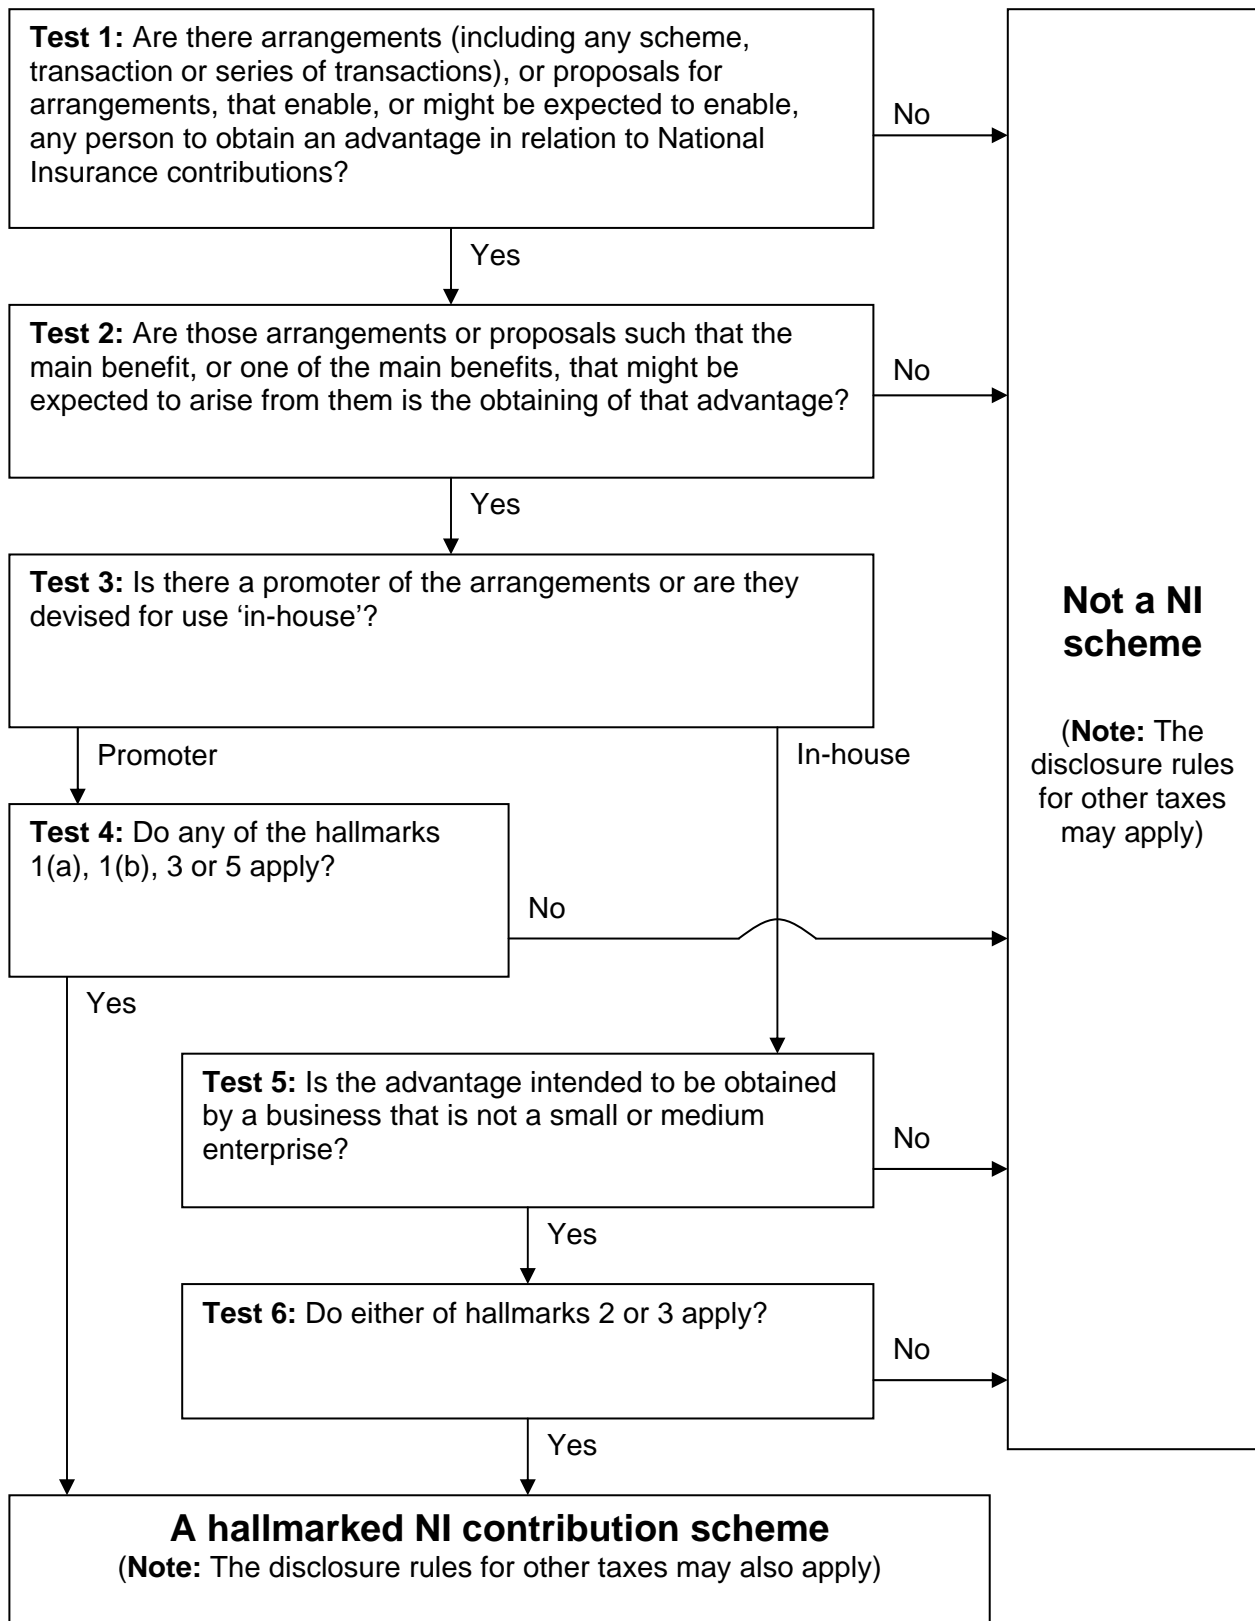 Test 1: Are there arrangements (including any scheme,
transaction or series of transactions), or proposals for
arrangements, that enable, or might be expected to enable,
any person to obtain an advantage in relation to National
Insurance contributions?
No
Yes
Test 2: Are those arrangements or proposals such that the
main benefit, or one of the main benefits, that might be
expected to arise from them is the obtaining of that advantage?
No
Yes
Test 3: Is there a promoter of the arrangements or are they
devised for use ‘in-house’?
Promoter
In-house
Test 4: Do any of the hallmarks
1(a), 1(b), 3 or 5 apply?
No
Yes
Test 5: Is the advantage intended to be obtained
by a business that is not a small or medium
enterprise?
No
Yes
Test 6: Do either of hallmarks 2 or 3 apply?
No
Yes
Not a NI
scheme
(Note: The
disclosure rules
for other taxes
may apply)
A hallmarked NI contribution scheme
(Note: The disclosure rules for other taxes may also apply)